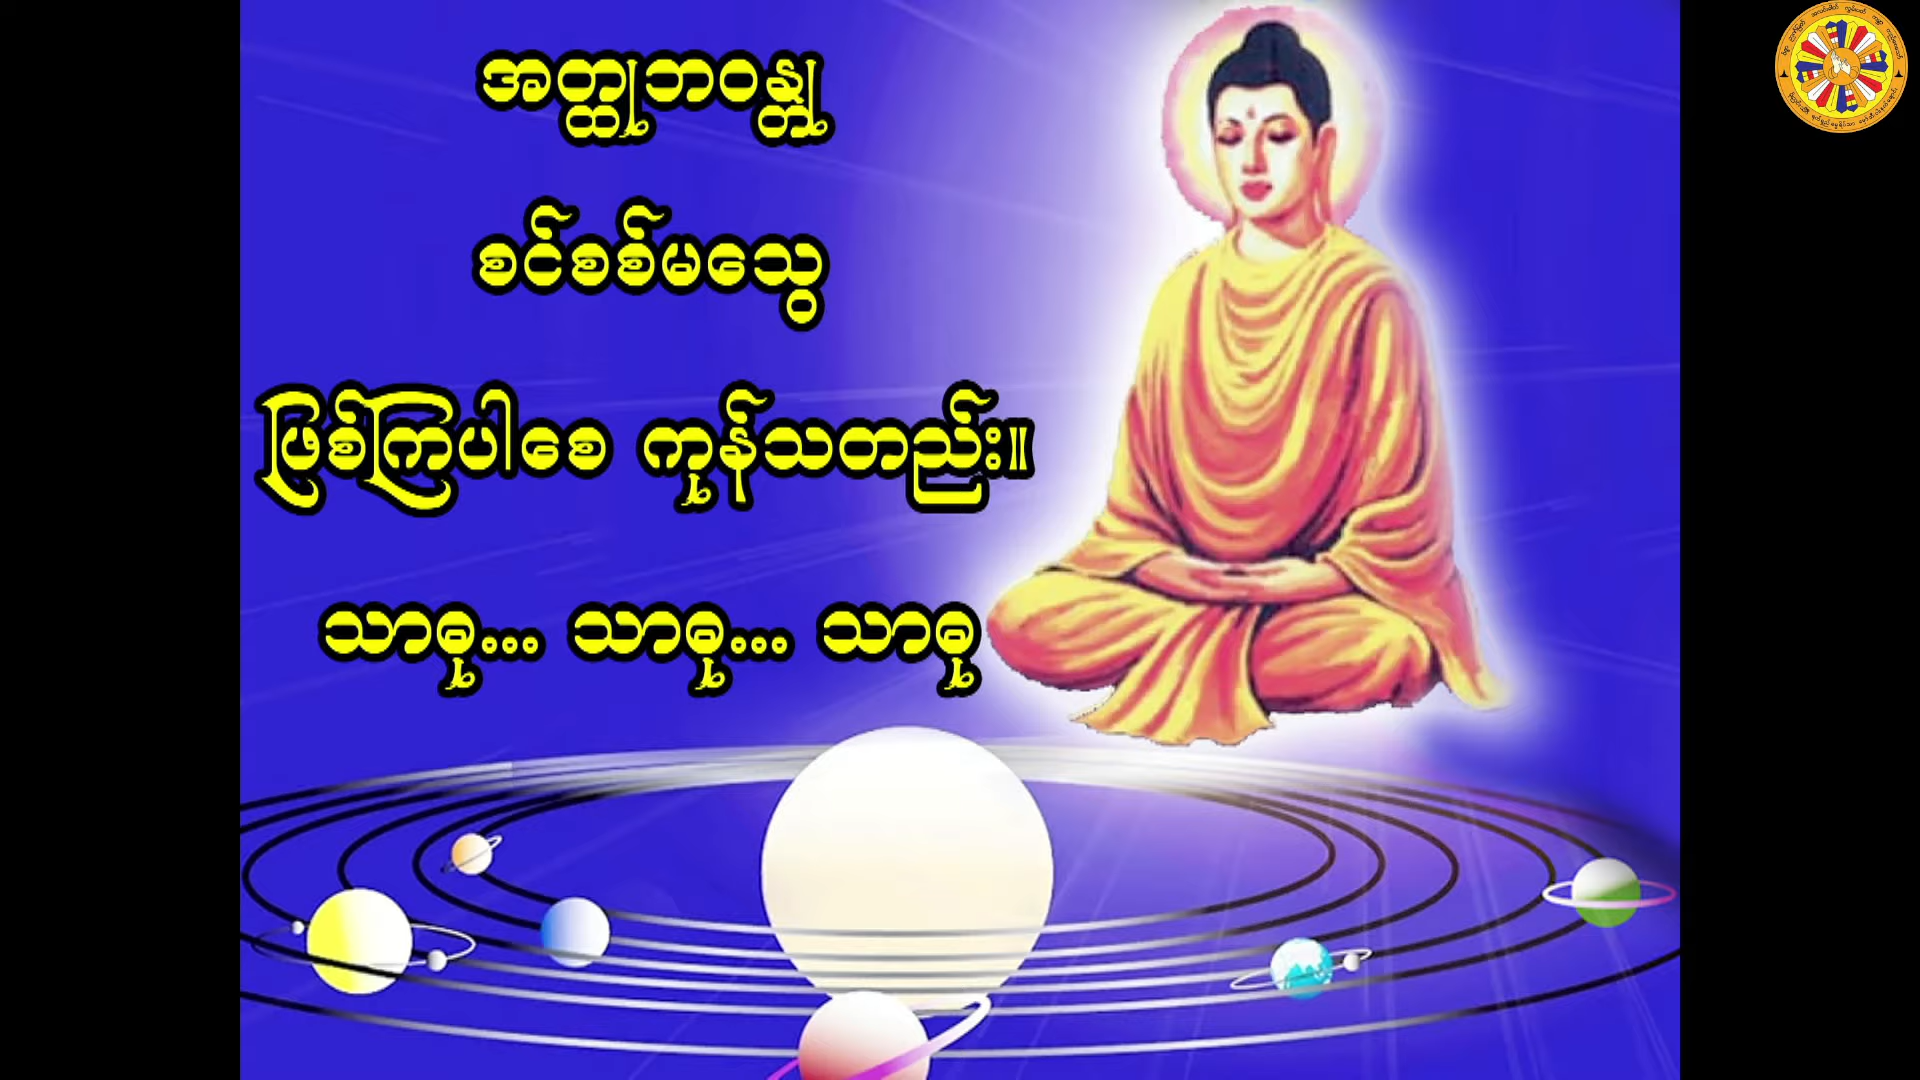 အတ္ထုဘဝန္တု
စင်စစ်မသွေ
ဖြစ်ကြပါစေ ကုန်သတည်း။
သာဓု... သာဓု... သာဓု